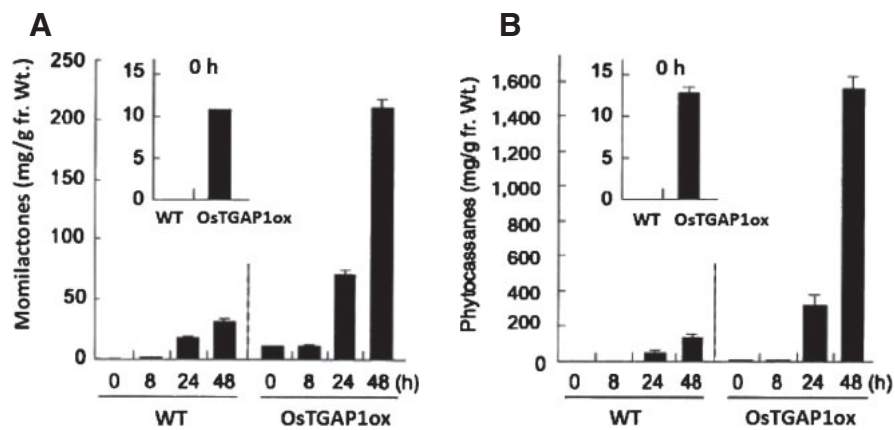 A
Momilactones (mg/g fr. Wt.)
250
200
150
100
50
0
0 h
15
10
5
0
WT OsTGAP1ox
0 8 24 48 0 8 24 48 (h)
WT OsTGAP1ox
B
Phytocassanes (mg/g fr. Wt.)
1,600
1,400
1,200
1,000
800
600
400
200
0
0 h
15
10
5
0
WT OsTGAP1ox
0 8 24 48 0 8 24 48 (h)
WT OsTGAP1ox